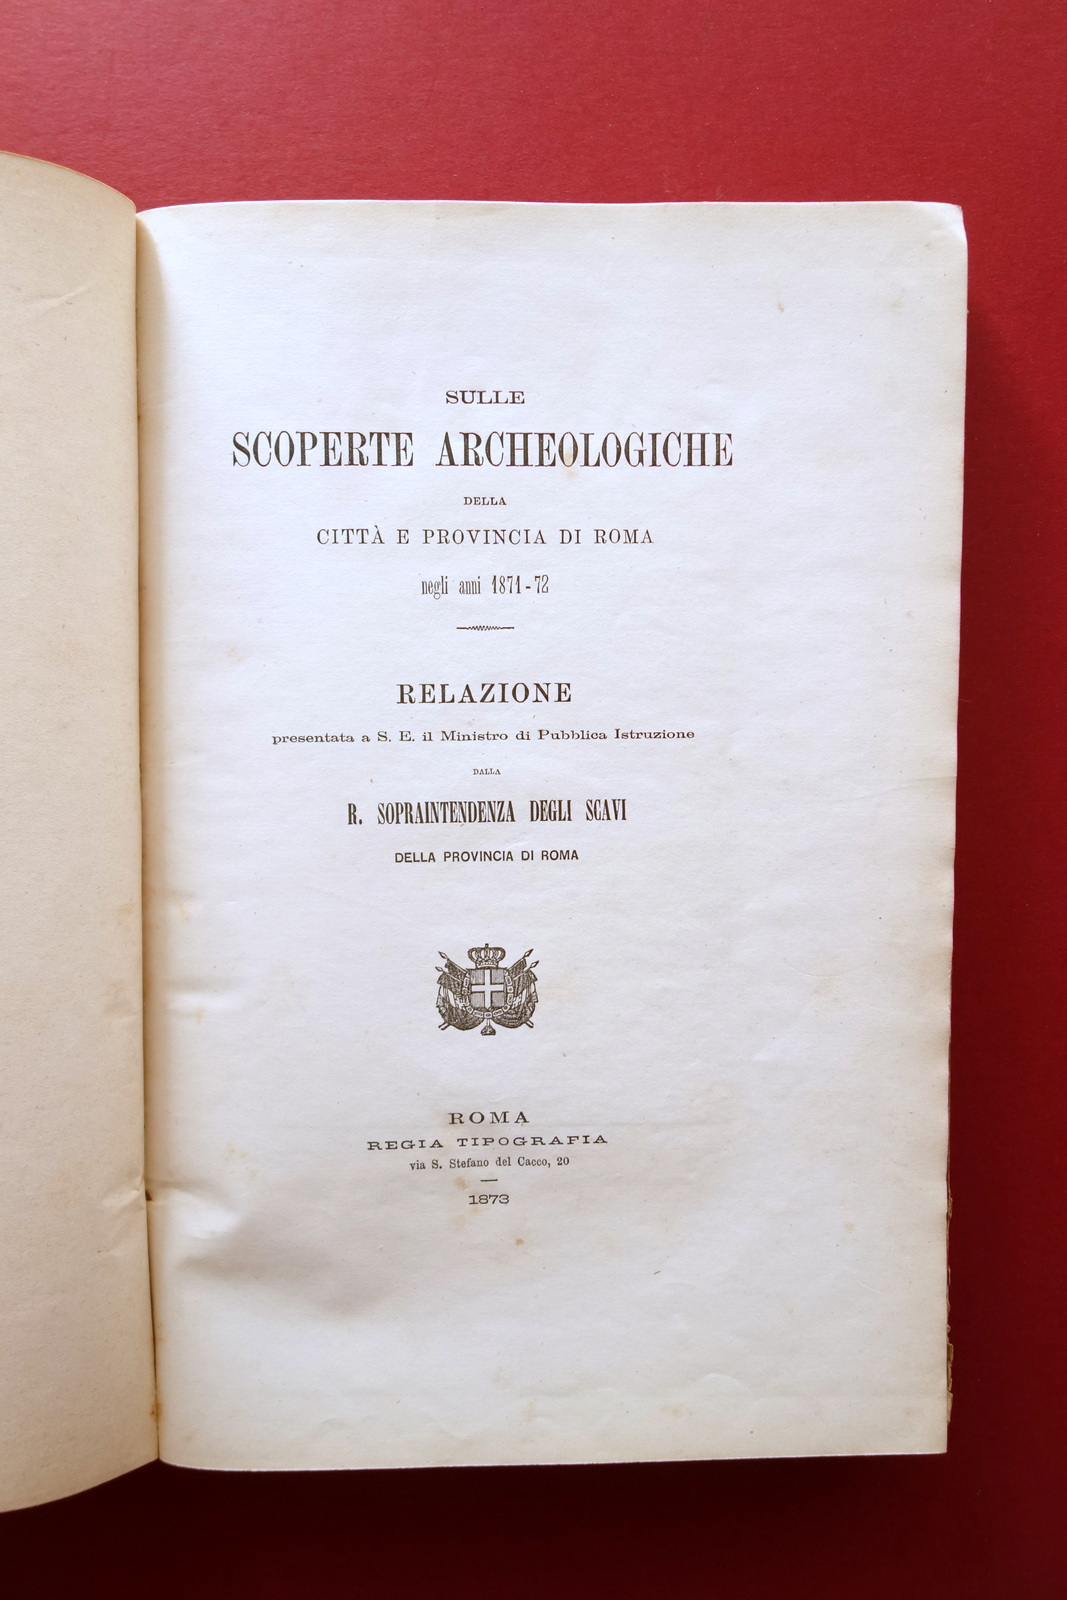 SULLE
SCOPERTE ARCHEOLOGICHE
DELLA
CITTÀ E PROVINCIA DI ROMA
negli anni 1871-72
RELAZIONE
presentata a S. E. il Ministro di Pubblica Istruzione
DALLA
R. SOPRAINTENDENZA DEGLI SCAVI
DELLA PROVINCIA DI ROMA
ROMA
REGIA TIPOGRAFIA
via S. Stefano del Cacco, 20
1873